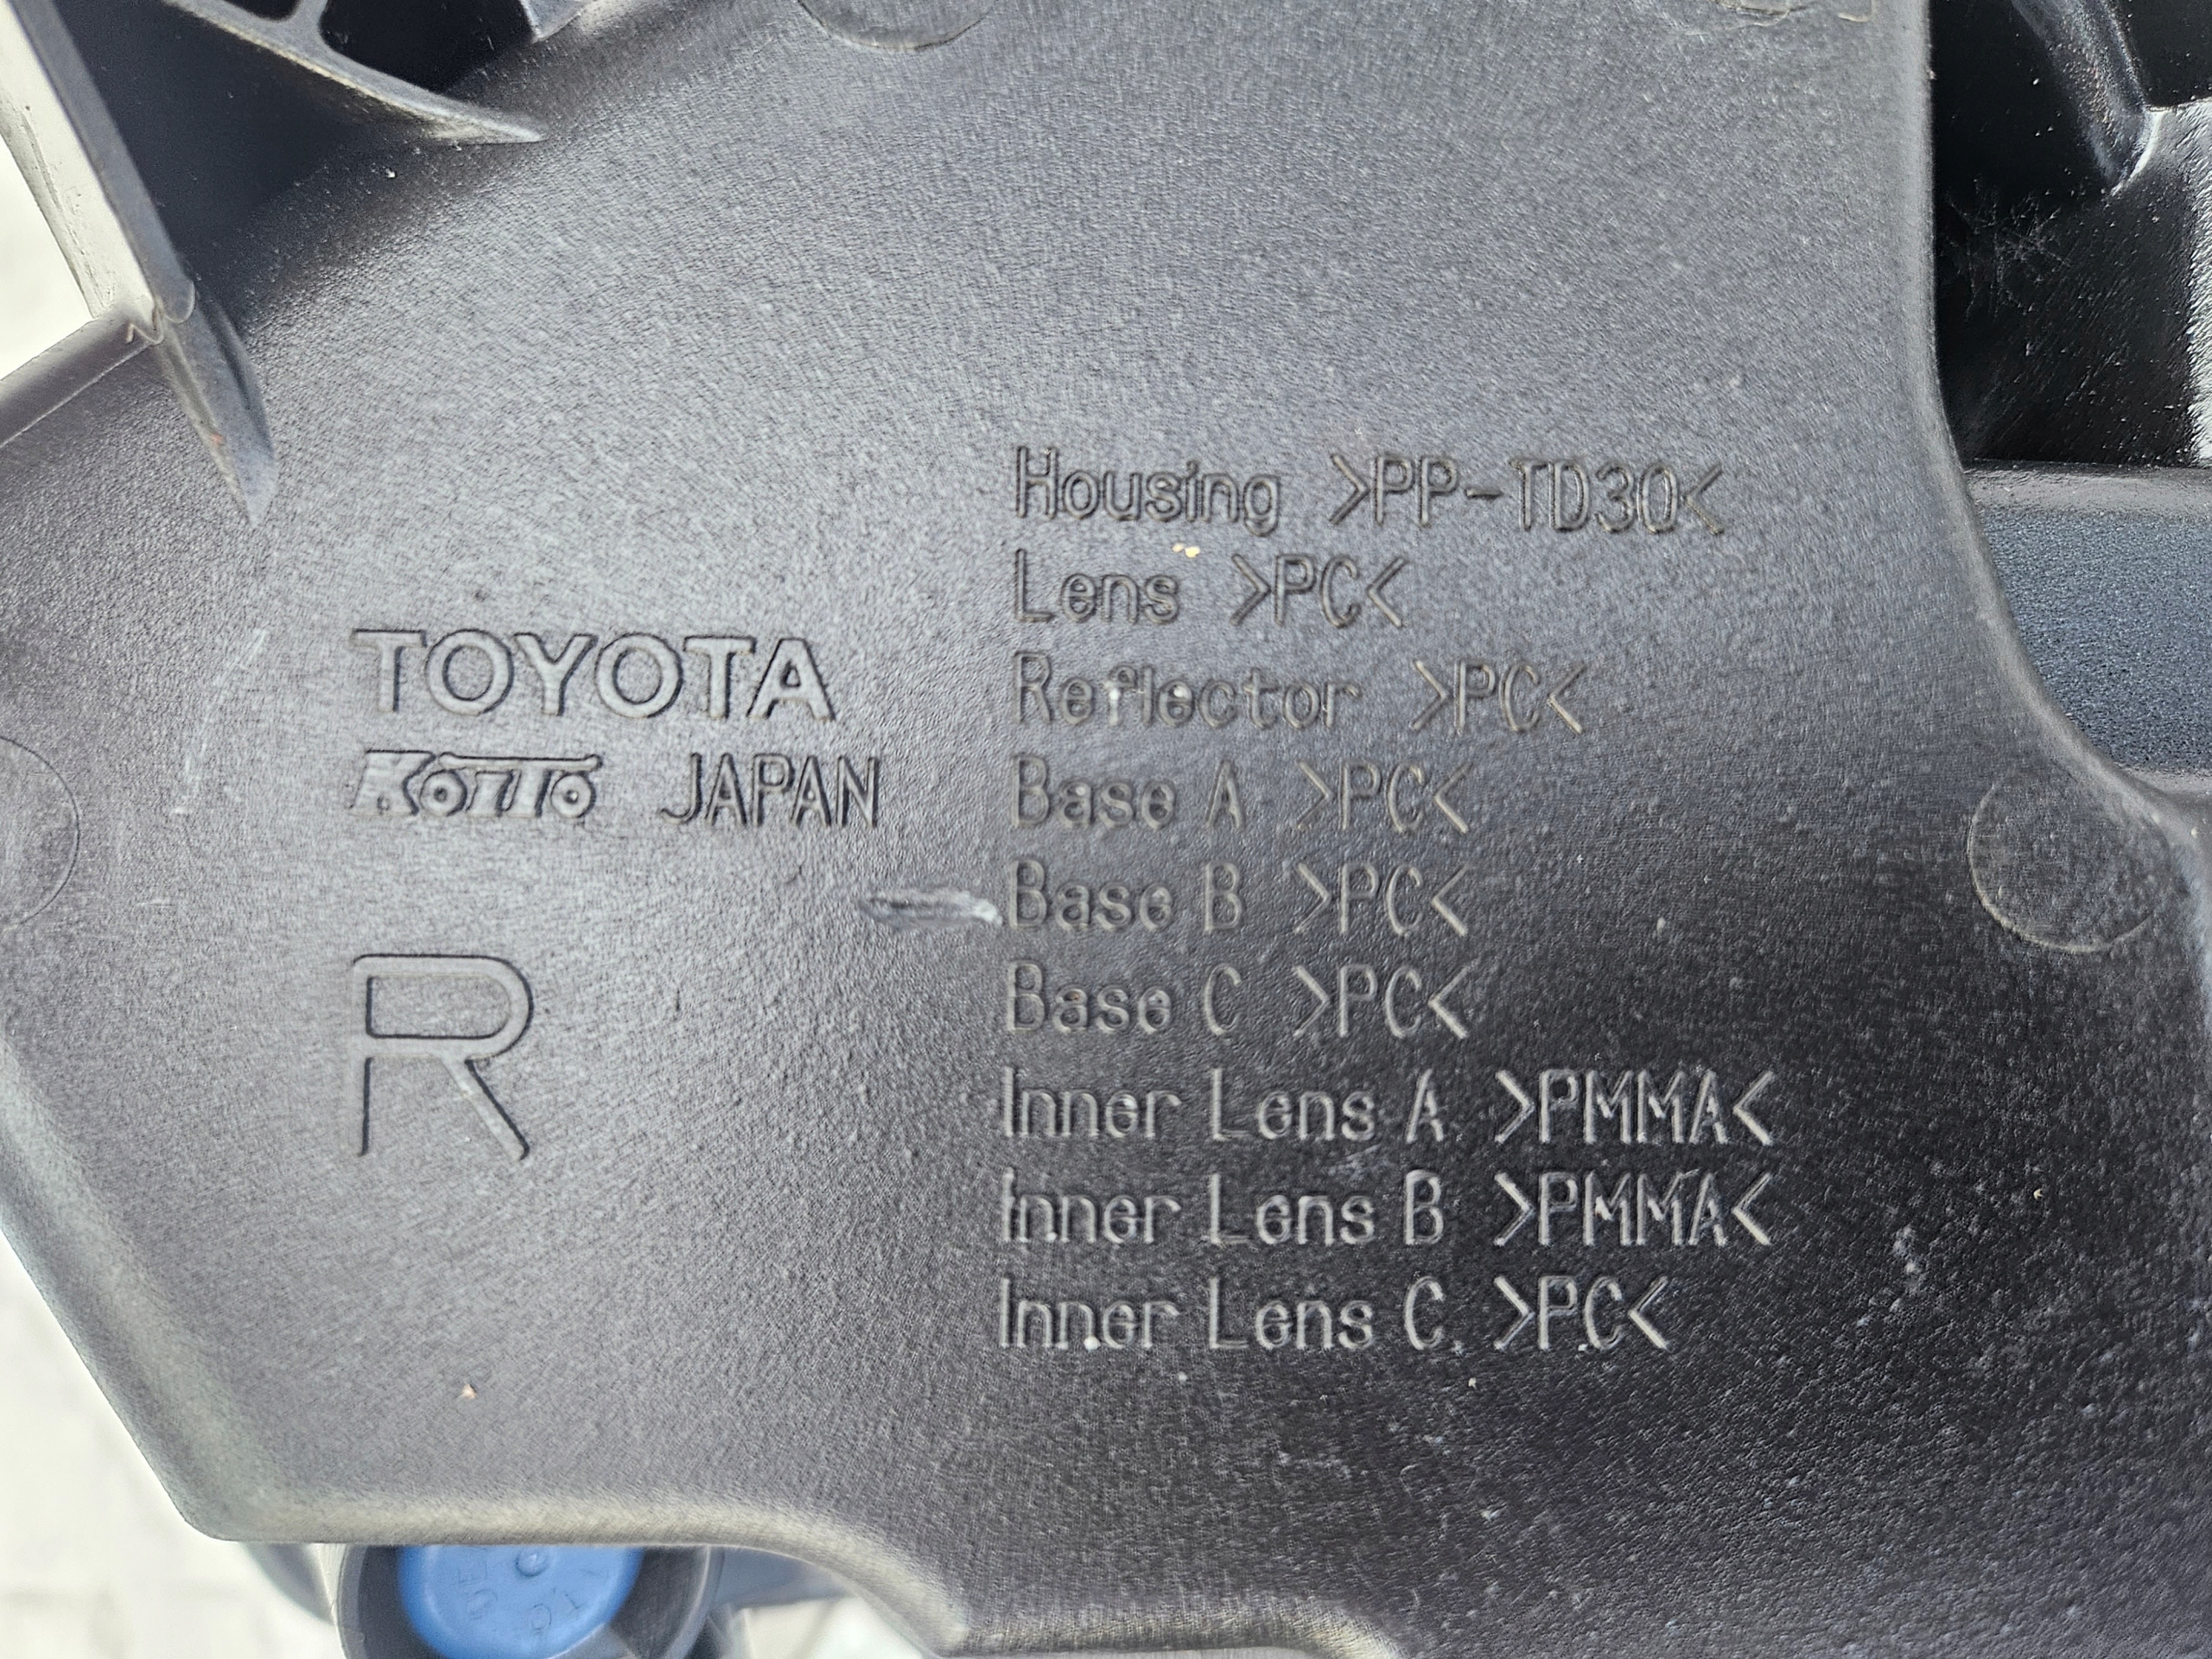 TOYOTA
KOITO JAPAN
R
Housing >PP-TD30<
Lens >PC<
Reflector >PC<
Base A >PC<
Base B >PC<
Base C >PC<
Inner Lens A >PMMA<
Inner Lens B >PMMA<
Inner Lens C >PC<